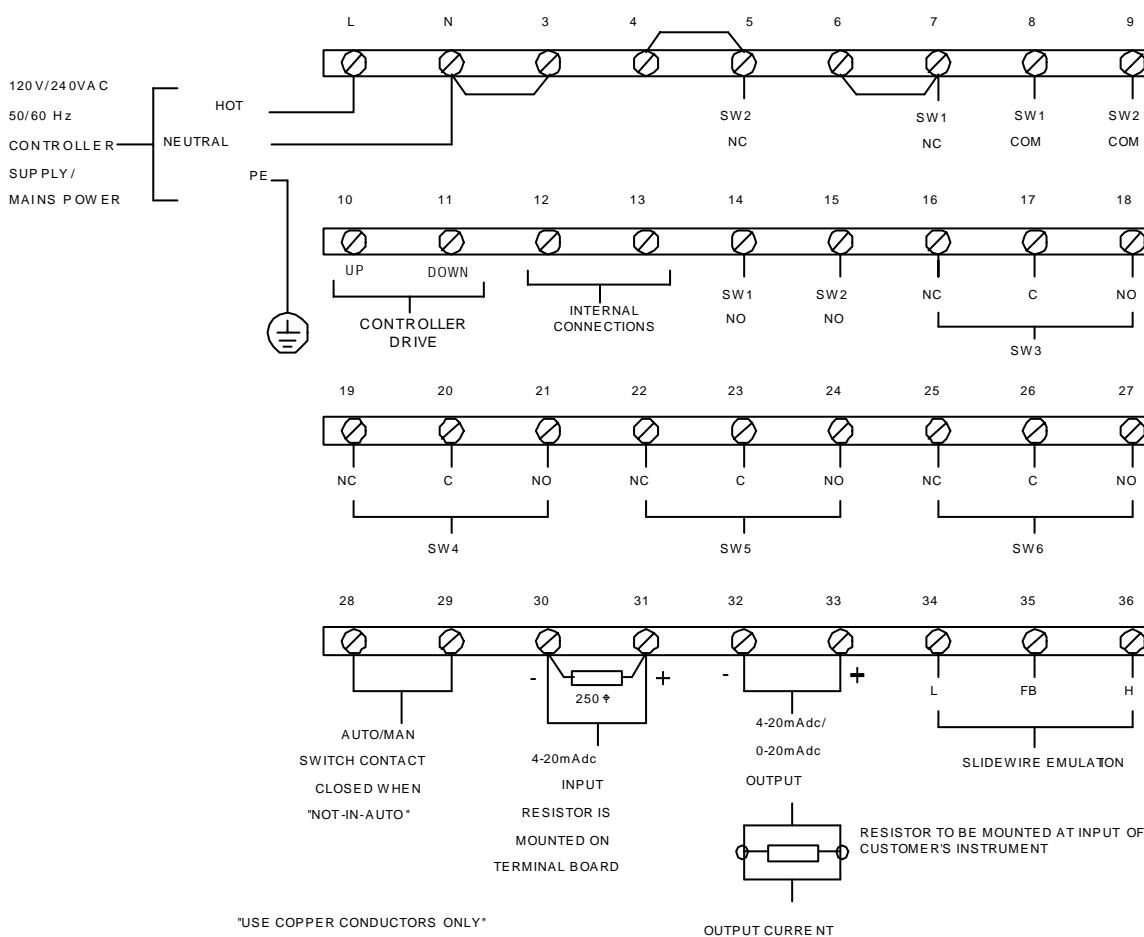 L N 3 4 5 6 7 8 9
120V/240VAC
50/60 Hz
CONTROLLER
SUPPLY/
MAINS POWER
HOT
NEUTRAL
PE
SW2
NC
SW1
NC
SW1
COM
SW2
COM
10 11 12 13 14 15 16 17 18
UP
DOWN
CONTROLLER
DRIVE
INTERNAL
CONNECTIONS
SW1
NO
SW2
NO
NC C NO
SW3
19 20 21 22 23 24 25 26 27
NC C NO NC C NO NC C NO
SW4 SW5 SW6
28 29 30 31 32 33 34 35 36
AUTO/MAN
SWITCH CONTACT
CLOSED WHEN
"NOT-IN-AUTO"
- +
250
4-20mAdc
INPUT
RESISTOR IS
MOUNTED ON
TERMINAL BOARD
- +
4-20mAdc/
0-20mAdc
OUTPUT
L FB H
SLIDEWIRE EMULATION
RESISTOR TO BE MOUNTED AT INPUT OF
CUSTOMER'S INSTRUMENT
"USE COPPER CONDUCTORS ONLY"
OUTPUT CURRENT